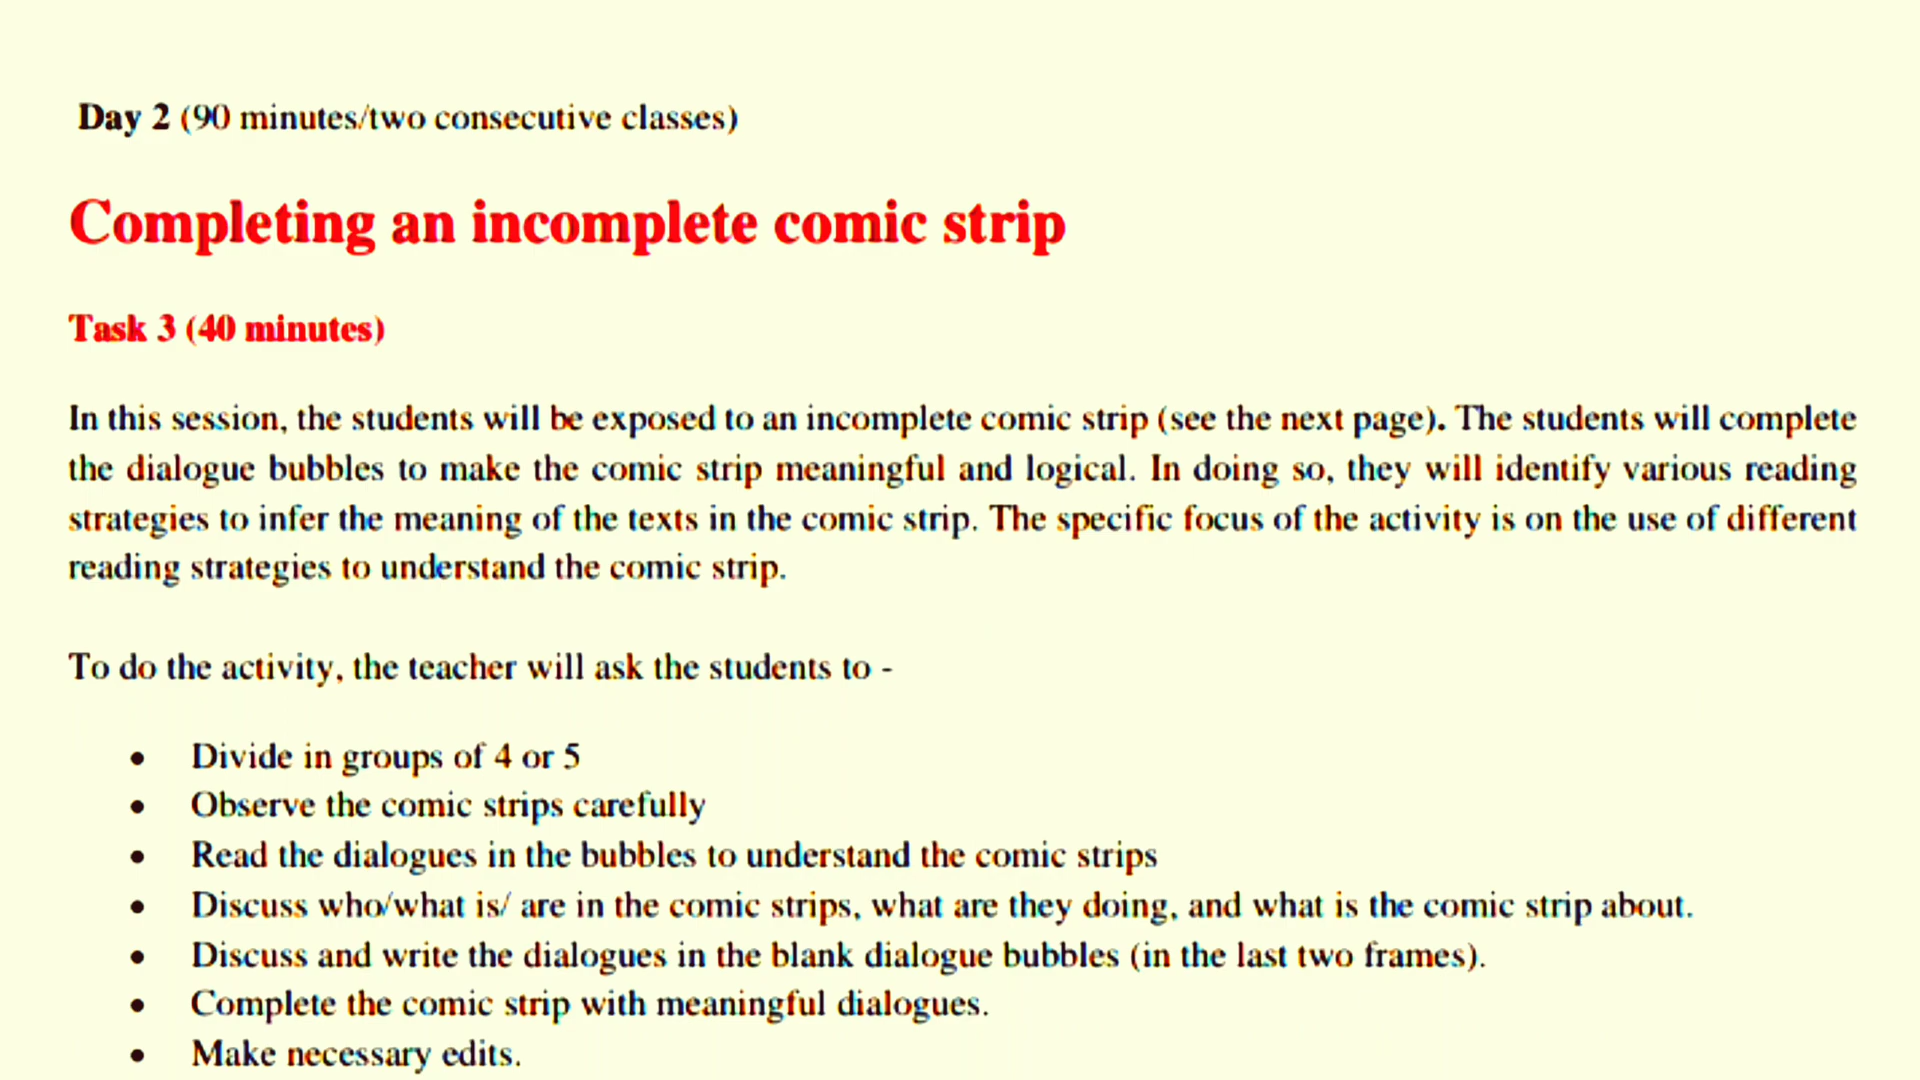 Day 2 (90 minutes/two consecutive classes)
Completing an incomplete comic strip
Task 3 (40 minutes)
In this session, the students will be exposed to an incomplete comic strip (see the next page). The students will complete
the dialogue bubbles to make the comic strip meaningful and logical. In doing so, they will identify various reading
strategies to infer the meaning of the texts in the comic strip. The specific focus of the activity is on the use of different
reading strategies to understand the comic strip.
To do the activity, the teacher will ask the students to -
• Divide in groups of 4 or 5
• Observe the comic strips carefully
• Read the dialogues in the bubbles to understand the comic strips
• Discuss who/what is/ are in the comic strips, what are they doing, and what is the comic strip about.
• Discuss and write the dialogues in the blank dialogue bubbles (in the last two frames).
• Complete the comic strip with meaningful dialogues.
• Make necessary edits.